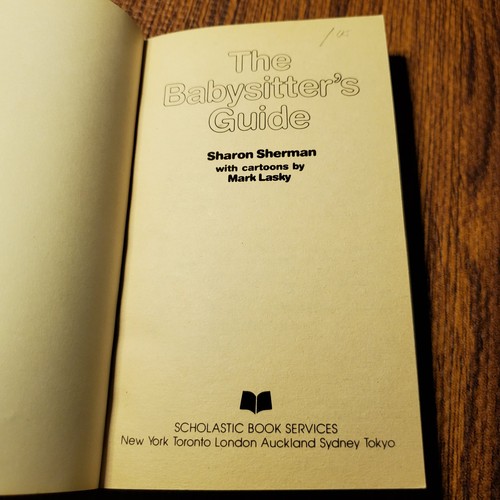 The
Babysitter's
Guide
Sharon Sherman
with cartoons by
Mark Lasky
SCHOLASTIC BOOK SERVICES
New York Toronto London Auckland Sydney Tokyo